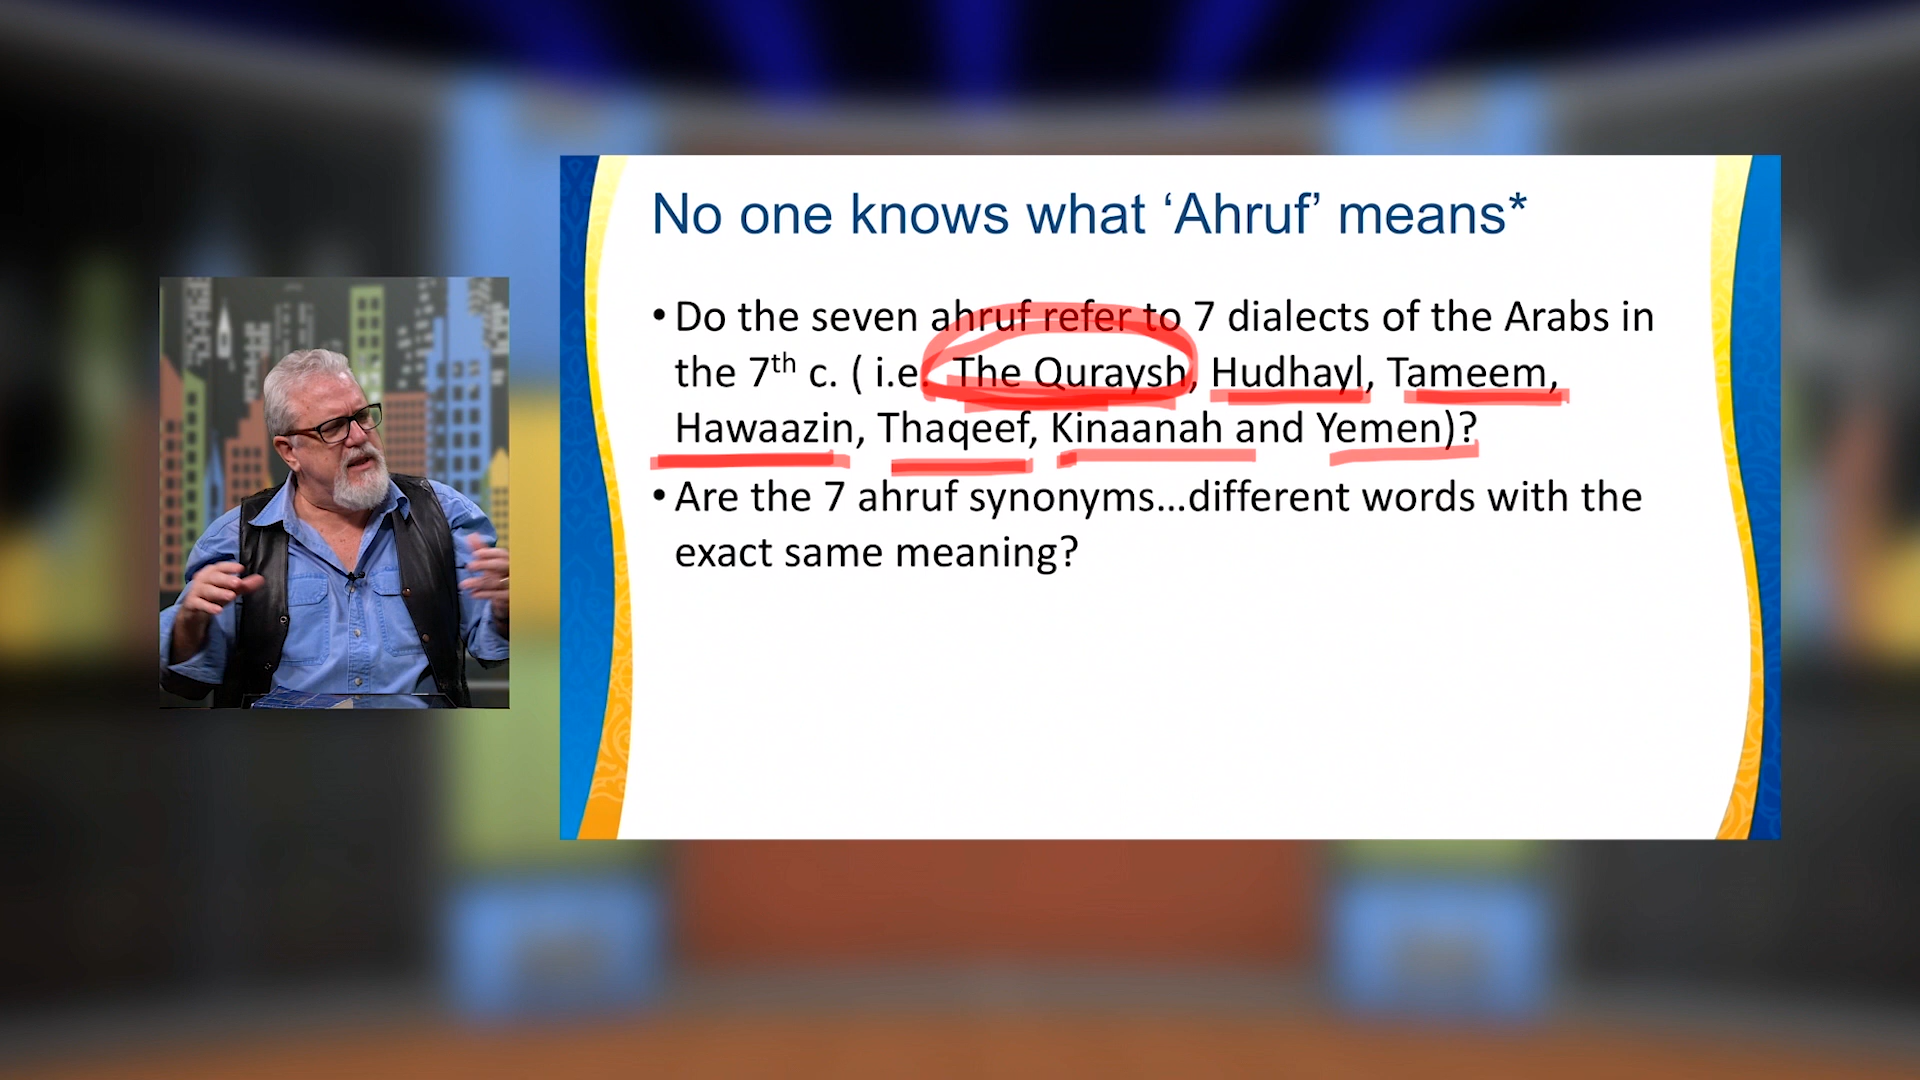 No one knows what ‘Ahruf’ means*
• Do the seven ahruf refer to 7 dialects of the Arabs in
the 7th c. ( i.e. The Quraysh, Hudhayl, Tameem,
Hawaazin, Thaqeef, Kinaanah and Yemen)?
• Are the 7 ahruf synonyms...different words with the
exact same meaning?